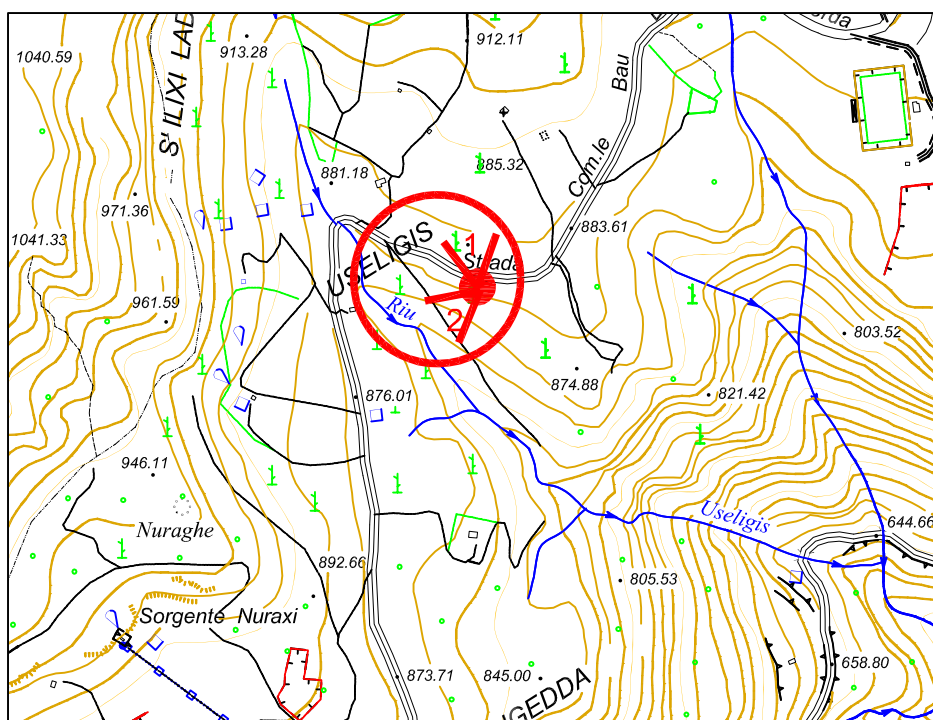 1040.59
913.28
912.11
Sa ILIXI LAD
Bau
885.32
Com.le
881.18
971.36
883.61
1041.33
USELIGIS
1
Strada
961.59
Riu
2
803.52
874.88
821.42
876.01
946.11
Nuraghe
Useligis
644.66
892.66
805.53
Sorgente Nuraxi
658.80
873.71
845.00
IGEDDA